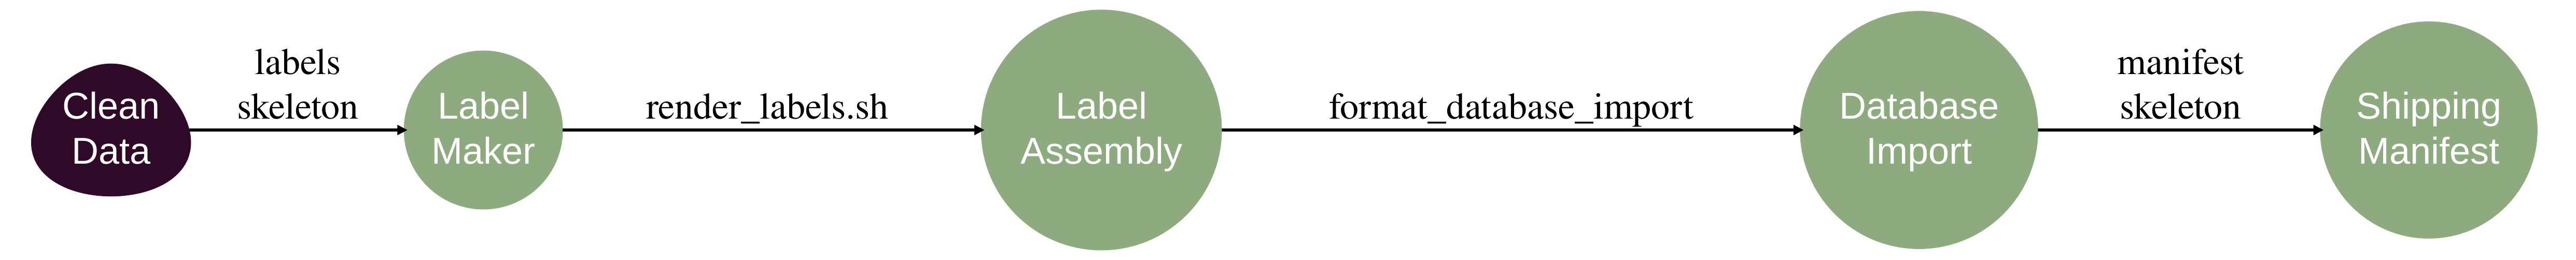 Clean
Data
labels
skeleton
Label
Maker
render_labels.sh
Label
Assembly
format_database_import
Database
Import
manifest
skeleton
Shipping
Manifest